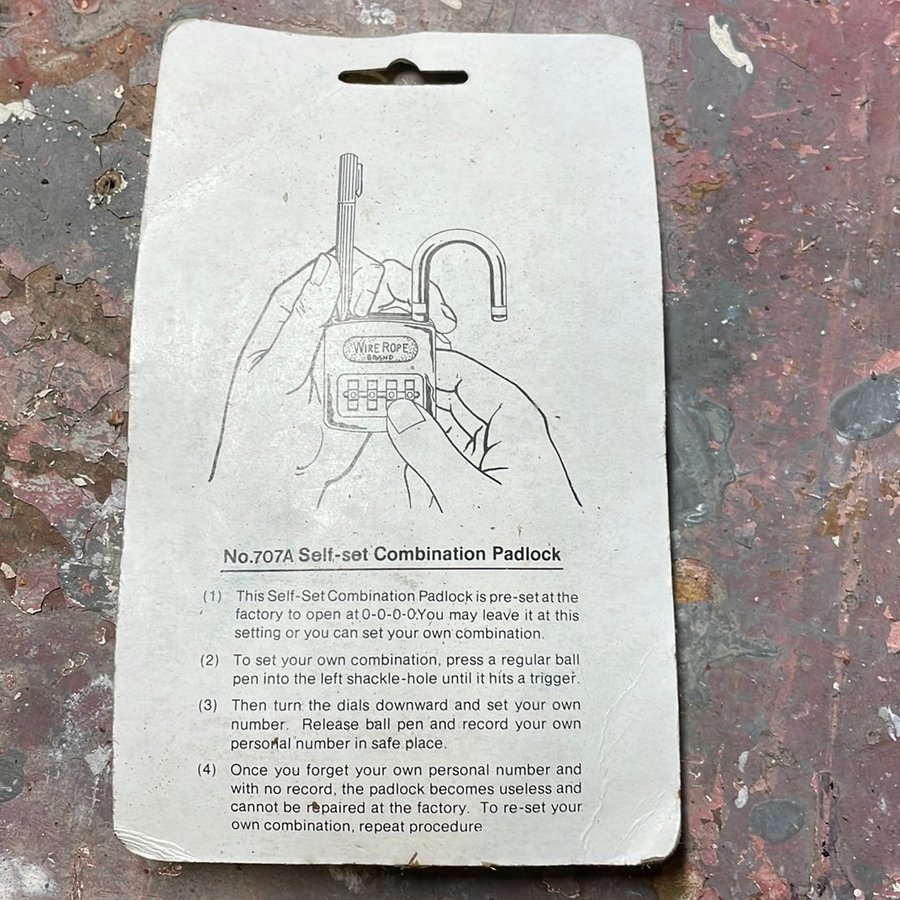 WIRE ROPE
BRAND
No.707A Self-set Combination Padlock
(1) This Self-Set Combination Padlock is pre-set at the
factory to open at 0-0-0-0.You may leave it at this
setting or you can set your own combination.
(2) To set your own combination, press a regular ball
pen into the left shackle-hole until it hits a trigger.
(3) Then turn the dials downward and set your own
number. Release ball pen and record your own
personal number in safe place.
(4) Once you forget your own personal number and
with no record, the padlock becomes useless and
cannot be repaired at the factory. To re-set your
own combination, repeat procedure